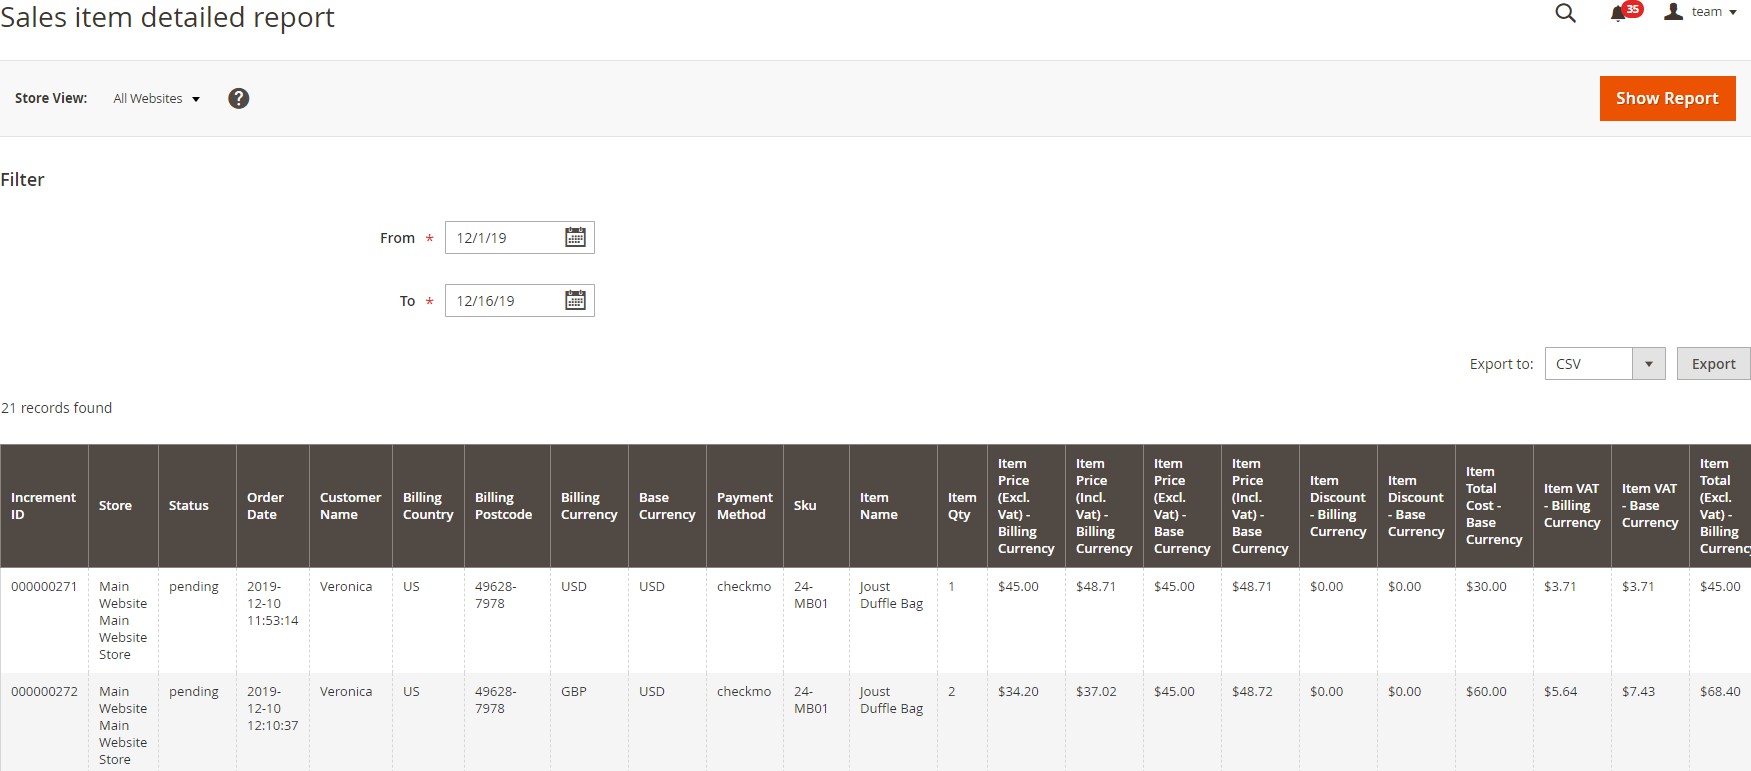 Sales item detailed report
35
team
Store View: All Websites ?
Show Report
Filter
From * 12/1/19
To * 12/16/19
Export to: CSV Export
21 records found
Increment ID
Store
Status
Order Date
Customer Name
Billing Country
Billing Postcode
Billing Currency
Base Currency
Payment Method
Sku
Item Name
Item Qty
Item Price (Excl. Vat) - Billing Currency
Item Price (Incl. Vat) - Billing Currency
Item Price (Excl. Vat) - Base Currency
Item Price (Incl. Vat) - Base Currency
Item Discount - Billing Currency
Item Discount - Base Currency
Item Total Cost - Base Currency
Item VAT - Billing Currency
Item VAT - Base Currency
Item Total (Excl. Vat) - Billing Currency
000000271
Main Website Main Website Store
pending
2019-12-10 11:53:14
Veronica
US
49628-7978
USD
USD
checkmo
24-MB01
Joust Duffle Bag
1
$45.00
$48.71
$45.00
$48.71
$0.00
$0.00
$30.00
$3.71
$3.71
$45.00
000000272
Main Website Main Website Store
pending
2019-12-10 12:10:37
Veronica
US
49628-7978
GBP
USD
checkmo
24-MB01
Joust Duffle Bag
2
$34.20
$37.02
$45.00
$48.72
$0.00
$0.00
$60.00
$5.64
$7.43
$68.40